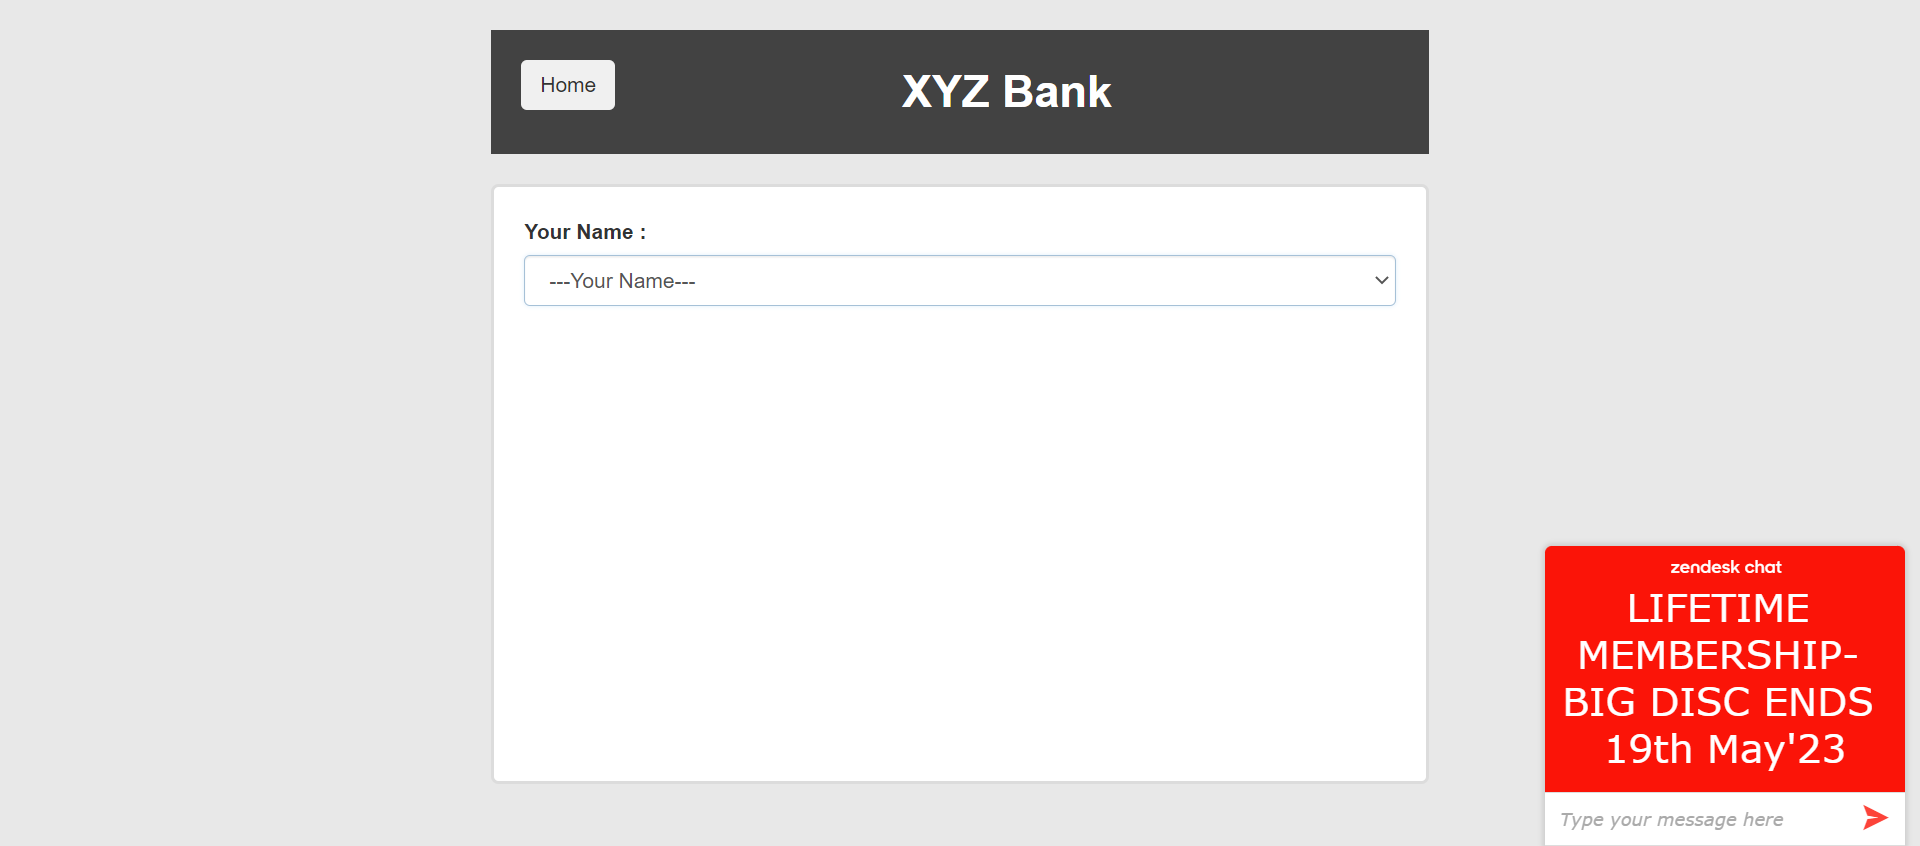 Home
XYZ Bank
Your Name :
---Your Name---
zendesk chat
LIFETIME
MEMBERSHIP-
BIG DISC ENDS
19th May'23
Type your message here